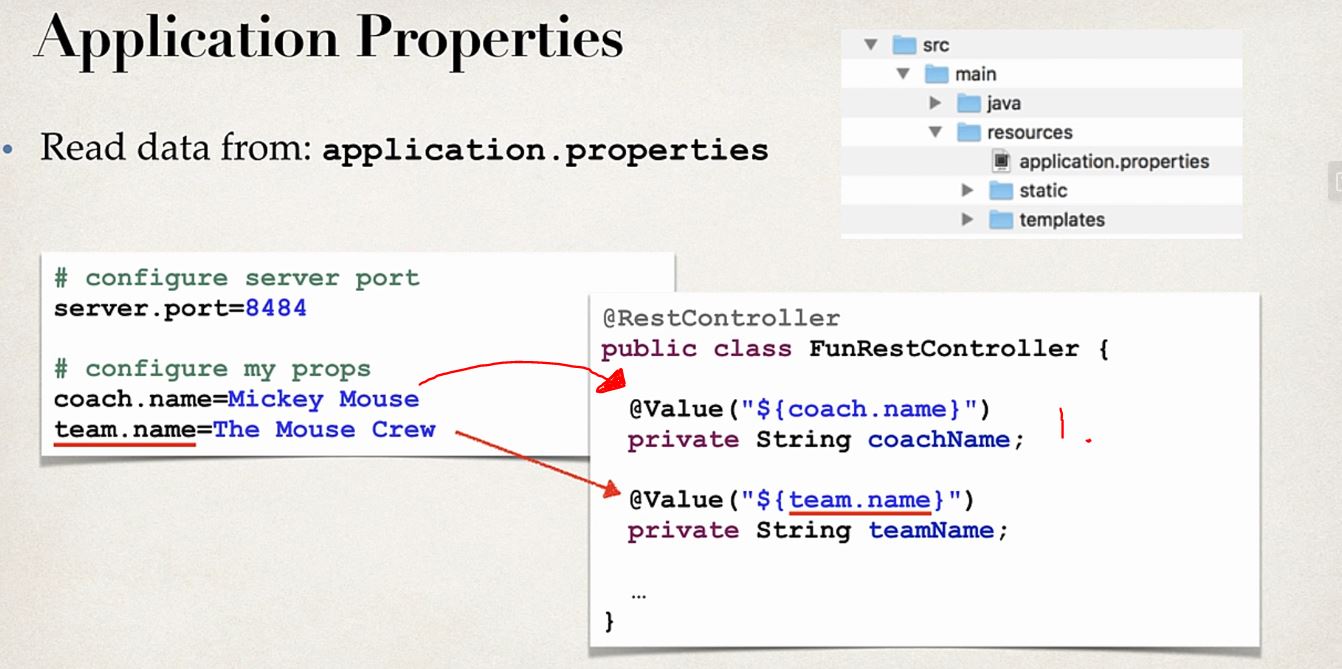 Application Properties
src
main
java
resources
application.properties
static
templates
• Read data from: application.properties
# configure server port
server.port=8484
# configure my props
coach.name=Mickey Mouse
team.name=The Mouse Crew
@RestController
public class FunRestController {
@Value("${coach.name}")
private String coachName;
@Value("${team.name}")
private String teamName;
…
}